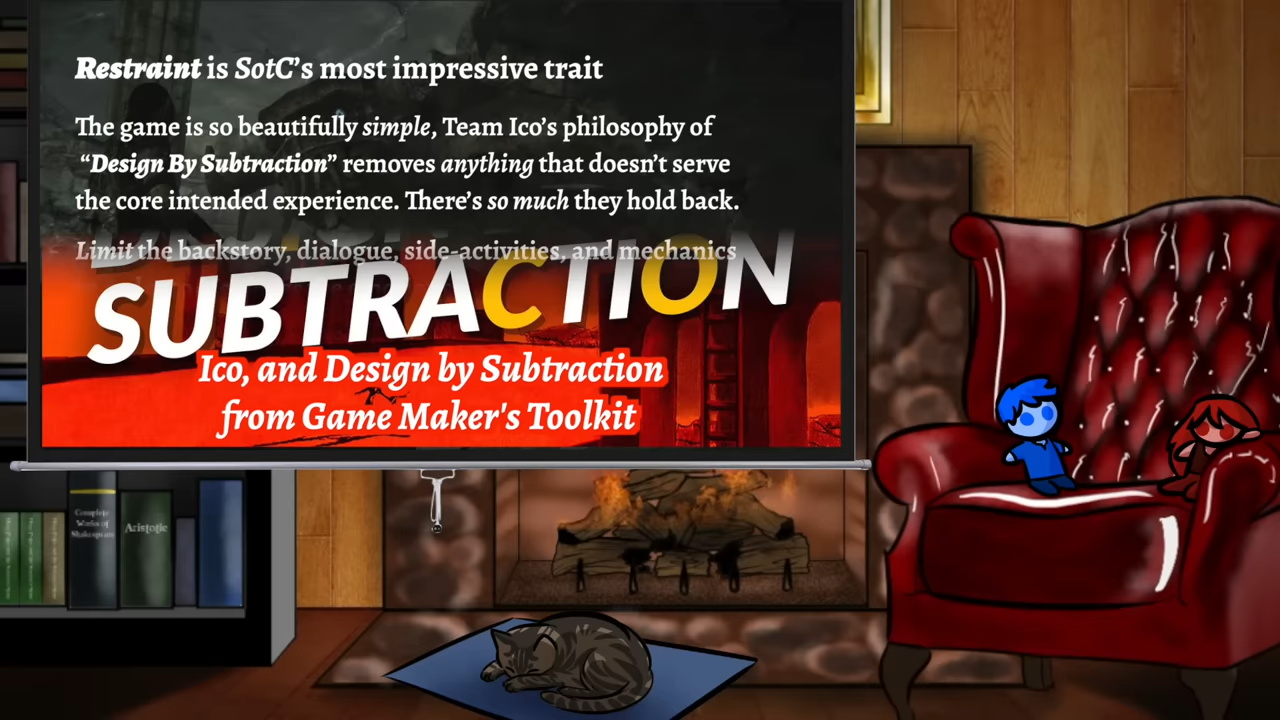 Restraint is SotC's most impressive trait
The game is so beautifully simple, Team Ico's philosophy of
“Design By Subtraction” removes anything that doesn't serve
the core intended experience. There's so much they hold back.
Limit the backstory, dialogue, side-activities, and mechanics
SUBTRACTION
Ico, and Design by Subtraction
from Game Maker's Toolkit
Complete
Works of
Shakespeare
Aristotle